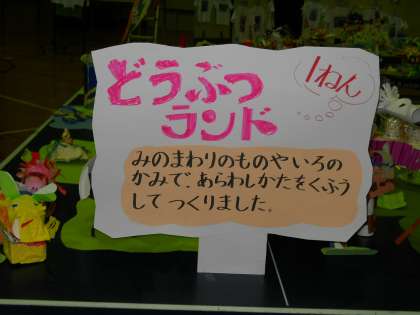 どうぶつ
ランド
1ねん
みのまわりのものやいろの
かみで、あらわしかたをくふう
してつくりました。